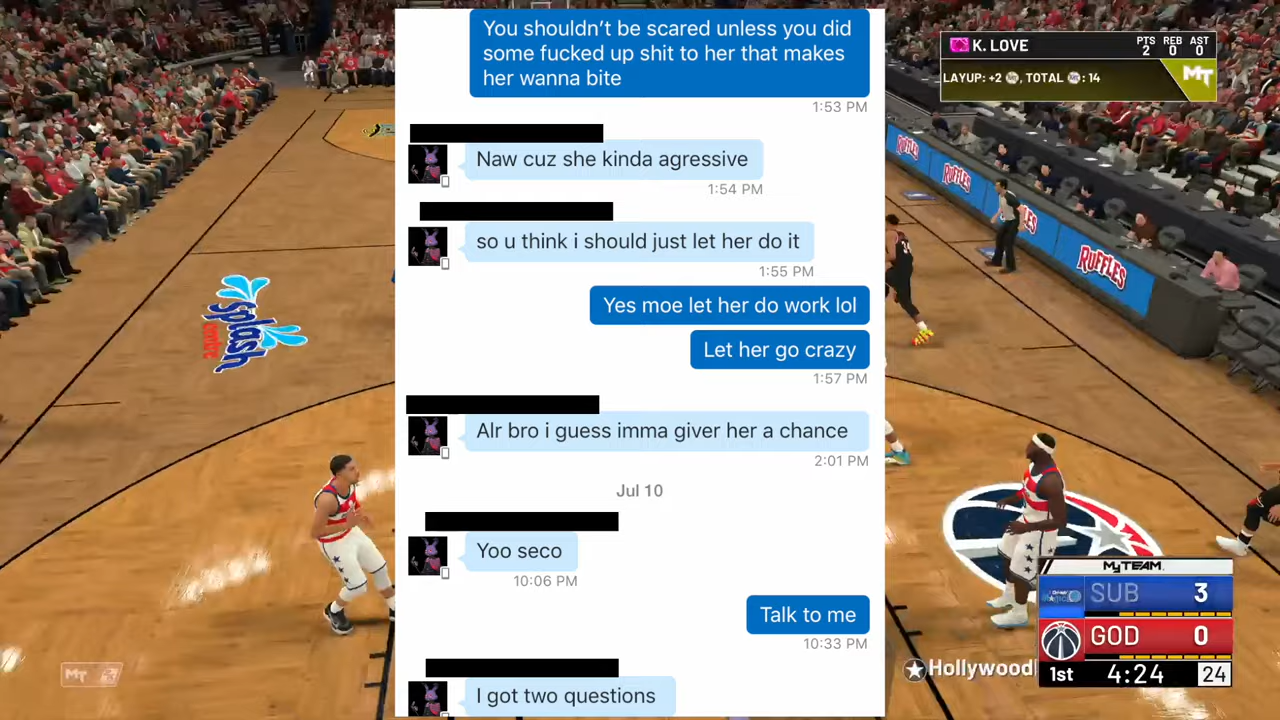 You shouldn't be scared unless you did
some fucked up shit to her that makes
her wanna bite
1:53 PM
Naw cuz she kinda agressive
1:54 PM
so u think i should just let her do it
1:55 PM
Yes moe let her do work lol
Let her go crazy
1:57 PM
Alr bro i guess imma giver her a chance
2:01 PM
Jul 10
Yoo seco
10:06 PM
Talk to me
10:33 PM
I got two questions
K. LOVE
PTS REB AST
2 0 0
LAYUP: +2 MT, TOTAL MT: 14
MT
RUFFLES
RUFFLES
RUFFLES
splash
MT
MyTEAM
SUB 3
GOD 0
1st 4:24 24
Hollywood